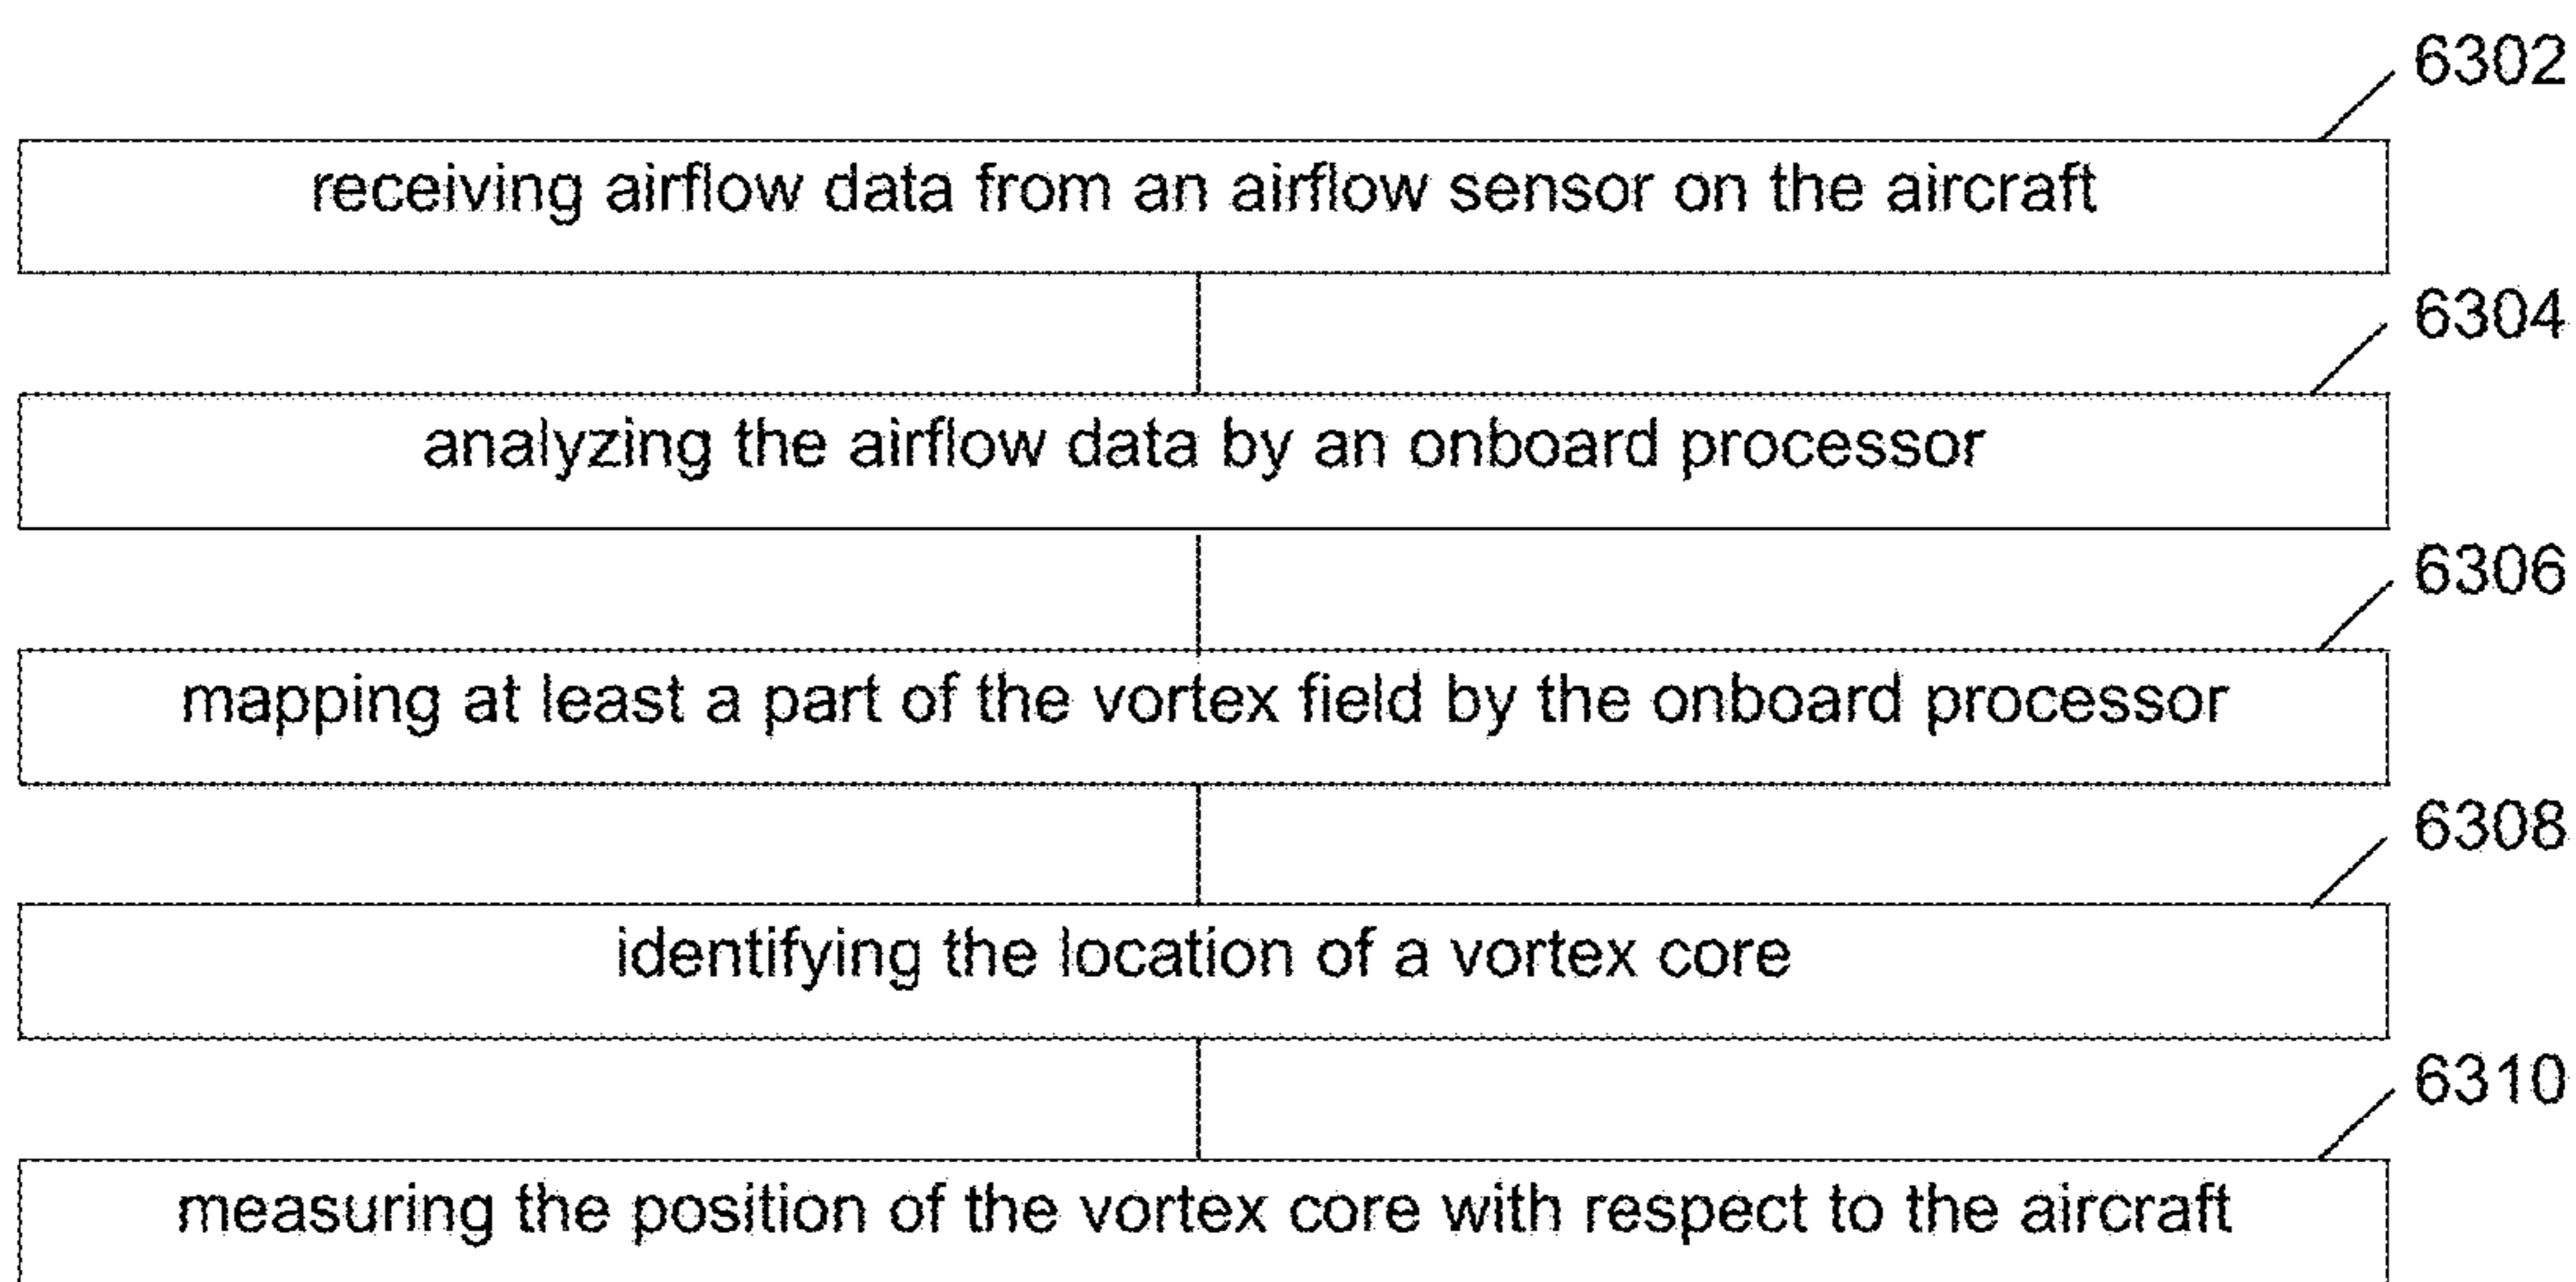 6302
receiving airflow data from an airflow sensor on the aircraft
6304
analyzing the airflow data by an onboard processor
6306
mapping at least a part of the vortex field by the onboard processor
6308
identifying the location of a vortex core
6310
measuring the position of the vortex core with respect to the aircraft